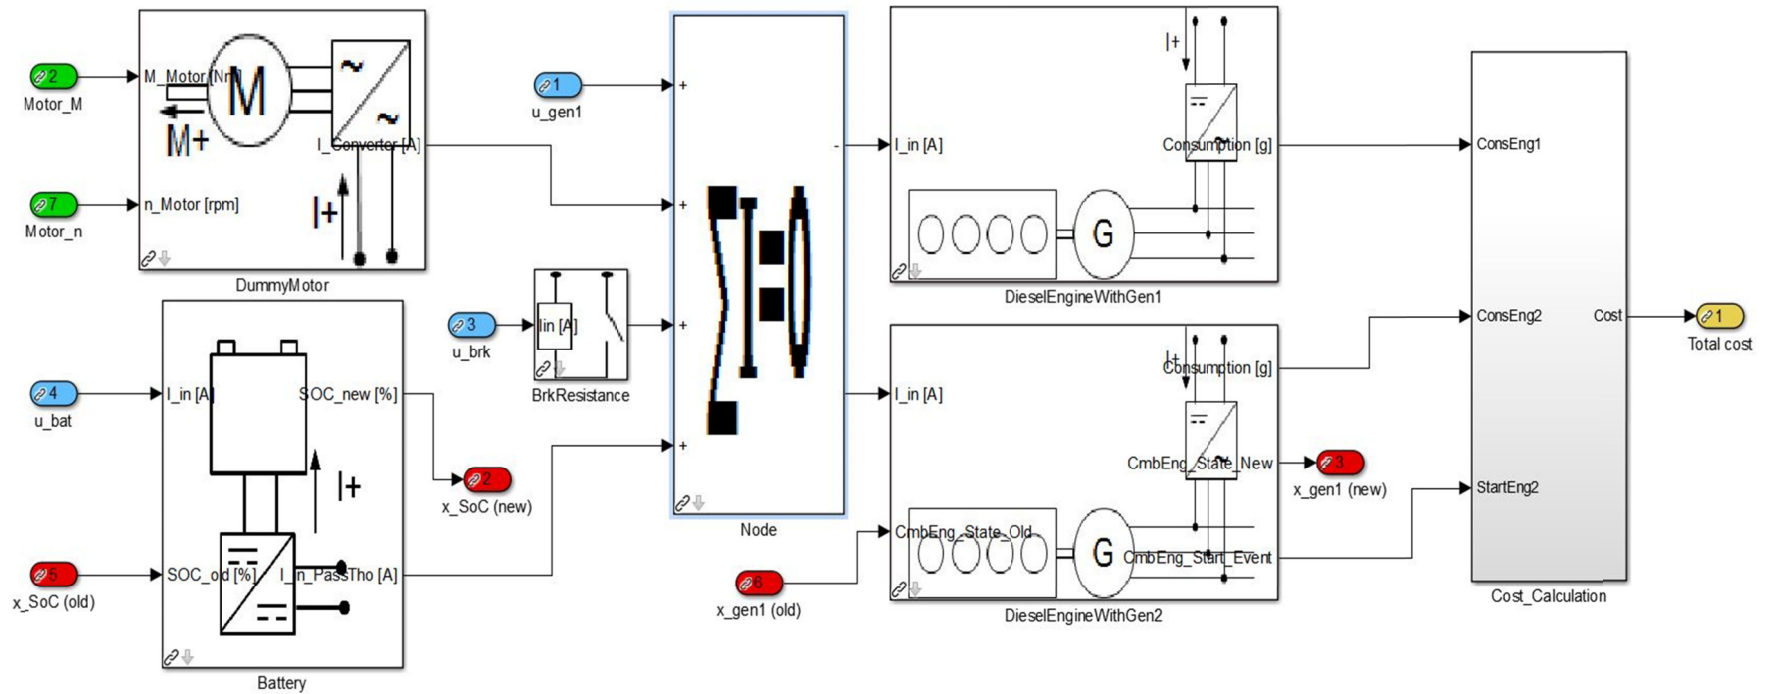 2
Motor_M
M_Motor [Nm]
M
~
~
M+
I_Converter [A]
7
Motor_n
n_Motor [rpm]
I+
DummyMotor
4
u_bat
I_in [A]
SOC_new [%]
I+
5
x_SoC (old)
SOC_od [%]
I_in_PassTho [A]
Battery
2
x_SoC (new)
1
u_gen1
3
u_brk
Iin [A]
BrkResistance
+
+
+
+
-
Node
6
x_gen1 (old)
I+
I_in [A]
Consumption [g]
~
G
DieselEngineWithGen1
I+
Consumption [g]
I_in [A]
~
CmbEng_State_New
CmbEng_State_Old
G
CmbEng_Start_Event
DieselEngineWithGen2
3
x_gen1 (new)
ConsEng1
ConsEng2
Cost
StartEng2
Cost_Calculation
1
Total cost